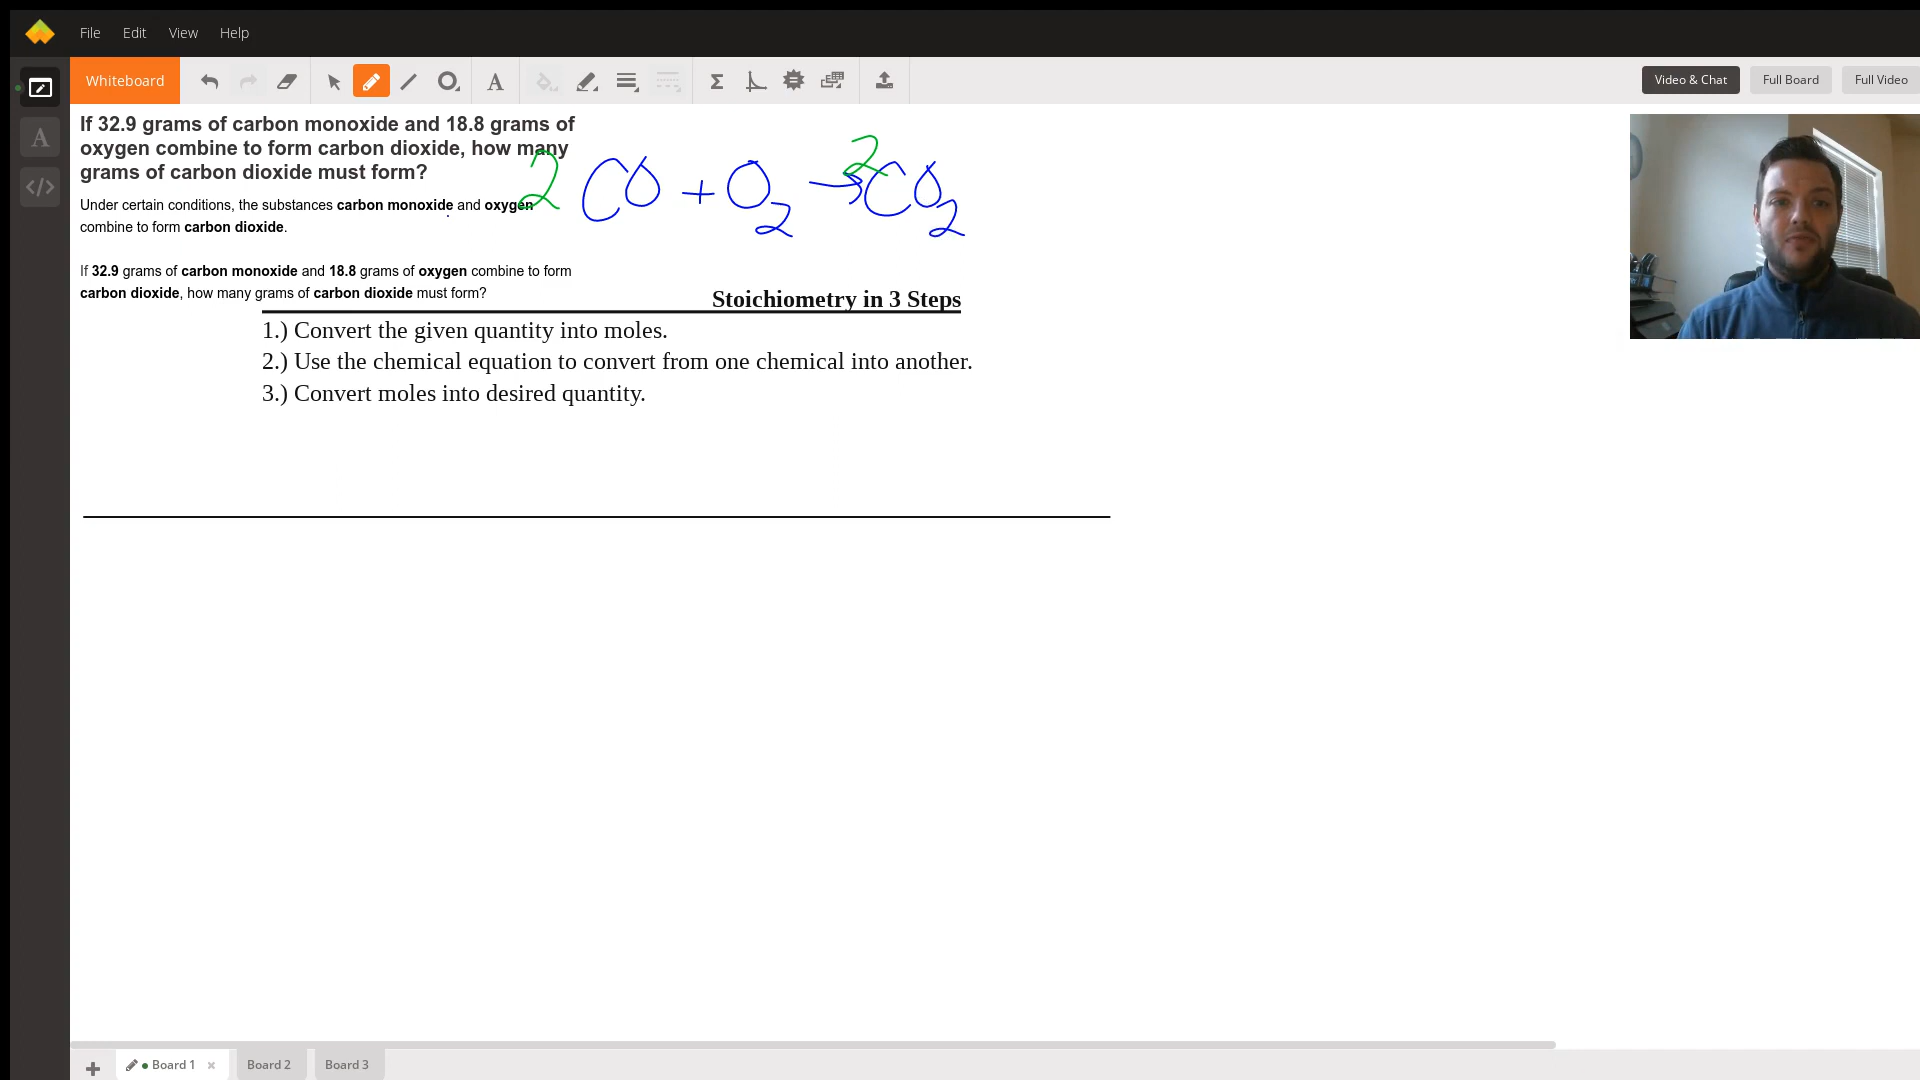 File Edit View Help
Whiteboard
A
Σ
Video & Chat Full Board Full Video
A
</>
If 32.9 grams of carbon monoxide and 18.8 grams of
oxygen combine to form carbon dioxide, how many
grams of carbon dioxide must form?
2 CO + O2 → 2 CO2
Under certain conditions, the substances carbon monoxide and oxygen
combine to form carbon dioxide.
If 32.9 grams of carbon monoxide and 18.8 grams of oxygen combine to form
carbon dioxide, how many grams of carbon dioxide must form?
Stoichiometry in 3 Steps
1.) Convert the given quantity into moles.
2.) Use the chemical equation to convert from one chemical into another.
3.) Convert moles into desired quantity.
Board 1 Board 2 Board 3